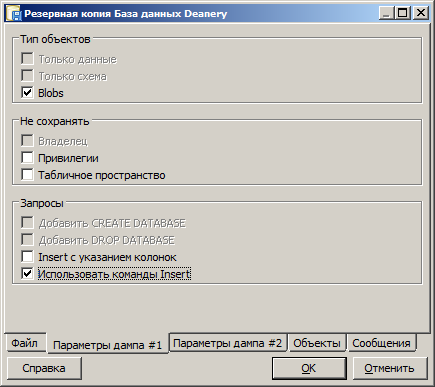 Резервная копия База данных Deanery
Тип объектов
Только данные
Только схема
Blobs
Не сохранять
Владелец
Привилегии
Табличное пространство
Запросы
Добавить CREATE DATABASE
Добавить DROP DATABASE
Insert с указанием колонок
Использовать команды Insert
Файл Параметры дампа #1 Параметры дампа #2 Объекты Сообщения
Справка OK Отменить